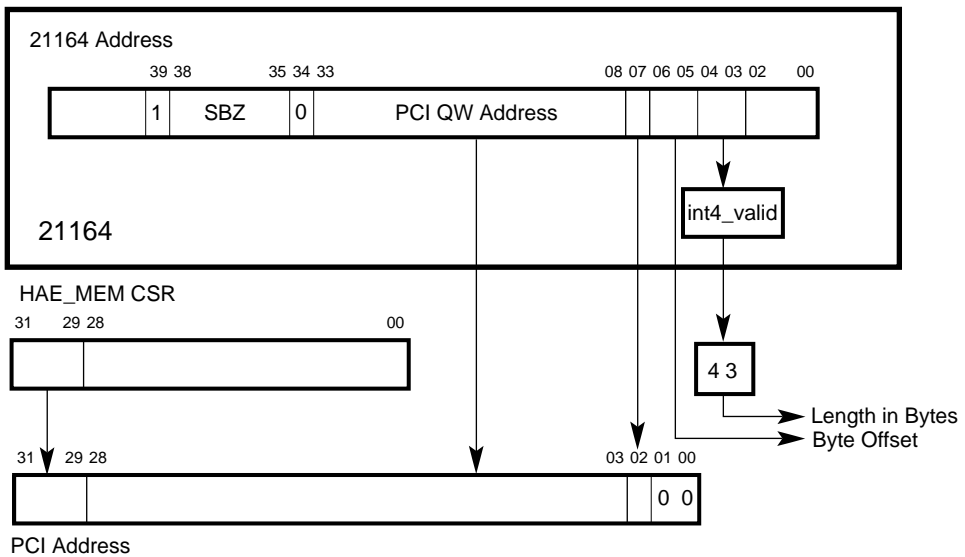 21164 Address
39 38 35 34 33 08 07 06 05 04 03 02 00
1 SBZ 0 PCI QW Address
int4_valid
21164
HAE_MEM CSR
31 29 28 00
4 3
Length in Bytes
Byte Offset
31 29 28 03 02 01 00
0 0
PCI Address